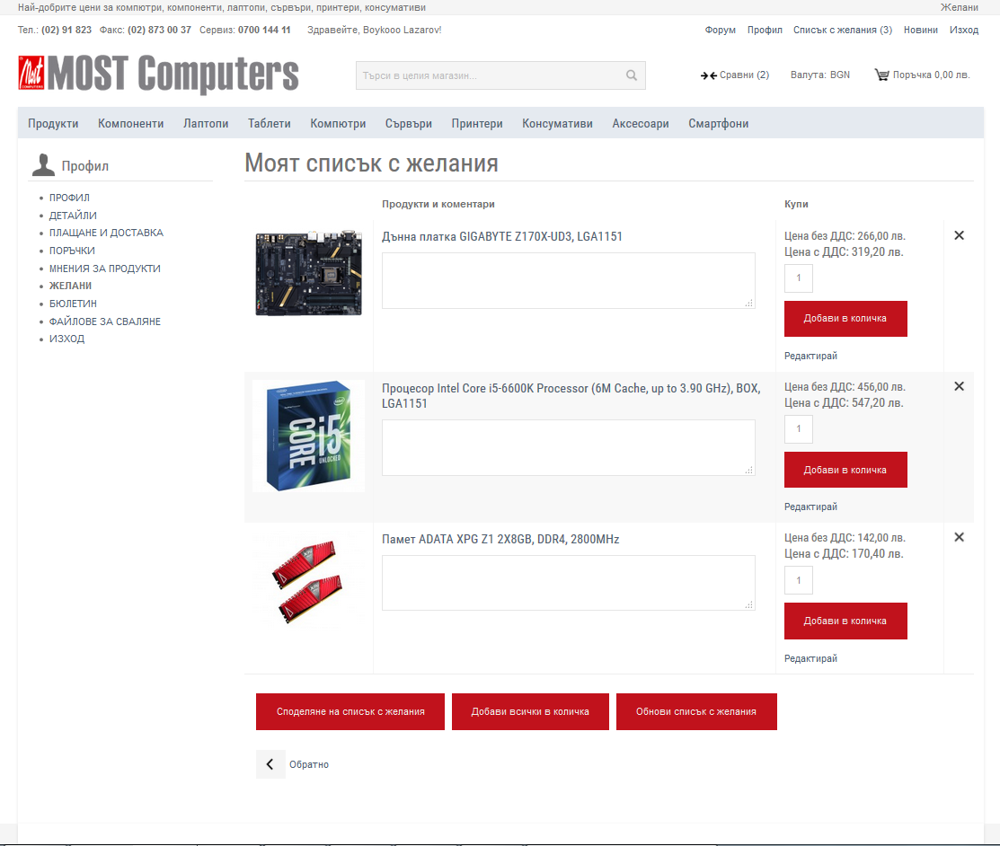 Най-добрите цени за компютри, компоненти, лаптопи, сървъри, принтери, консумативи Желани
Тел.: (02) 91 823 Факс: (02) 873 00 37 Сервиз: 0700 144 11 Здравейте, Boykooo Lazarov! Форум Профил Списък с желания (3) Новини Изход
MOST Computers
Търси в целия магазин...
Сравни (2) Валута: BGN Поръчка 0,00 лв.
Продукти Компоненти Лаптопи Таблети Компютри Сървъри Принтери Консумативи Аксесоари Смартфони
Профил
ПРОФИЛ
ДЕТАЙЛИ
ПЛАЩАНЕ И ДОСТАВКА
ПОРЪЧКИ
МНЕНИЯ ЗА ПРОДУКТИ
ЖЕЛАНИ
БЮЛЕТИН
ФАЙЛОВЕ ЗА СВАЛЯНЕ
ИЗХОД
Моят списък с желания
Продукти и коментари Купи
Дънна платка GIGABYTE Z170X-UD3, LGA1151
Цена без ДДС: 266,00 лв.
Цена с ДДС: 319,20 лв.
1
Добави в количка
Редактирай
CORE i5
UNLOCKED
Процесор Intel Core i5-6600K Processor (6M Cache, up to 3.90 GHz), BOX,
LGA1151
Цена без ДДС: 456,00 лв.
Цена с ДДС: 547,20 лв.
1
Добави в количка
Редактирай
Памет ADATA XPG Z1 2X8GB, DDR4, 2800MHz
Цена без ДДС: 142,00 лв.
Цена с ДДС: 170,40 лв.
1
Добави в количка
Редактирай
Споделяне на списък с желания Добави всички в количка Обнови списък с желания
Обратно